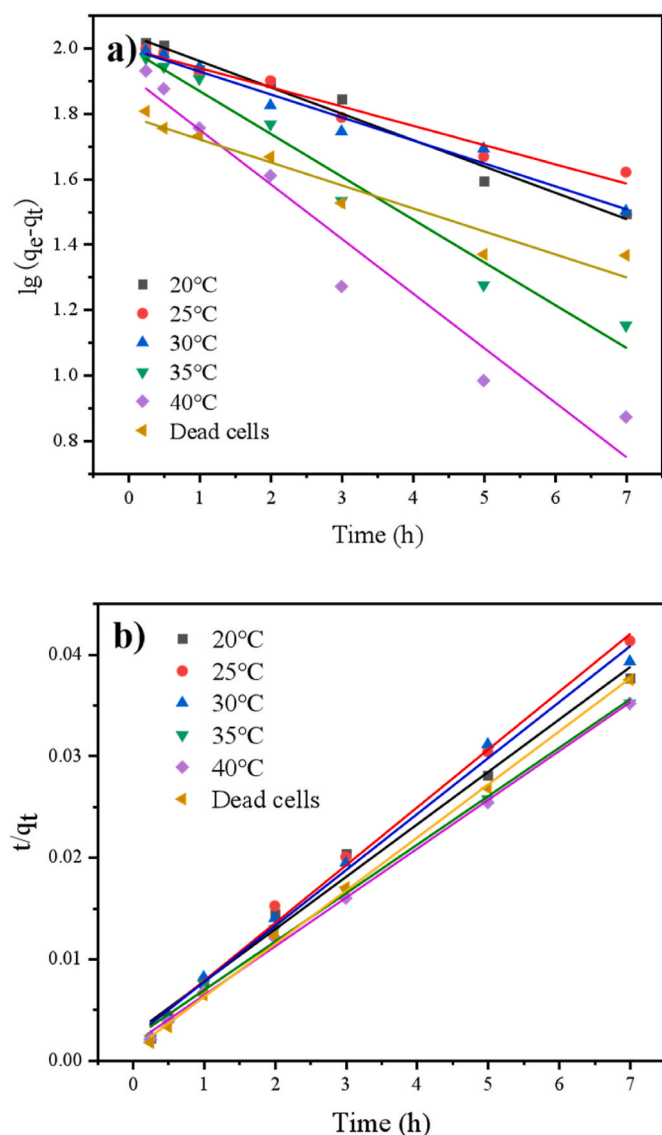 a)
lg (qe-qt)
2.0
1.8
1.6
1.4
1.2
1.0
0.8
20°C
25°C
30°C
35°C
40°C
Dead cells
0 1 2 3 4 5 6 7
Time (h)
b)
t/qt
0.04
0.03
0.02
0.01
0.00
20°C
25°C
30°C
35°C
40°C
Dead cells
0 1 2 3 4 5 6 7
Time (h)